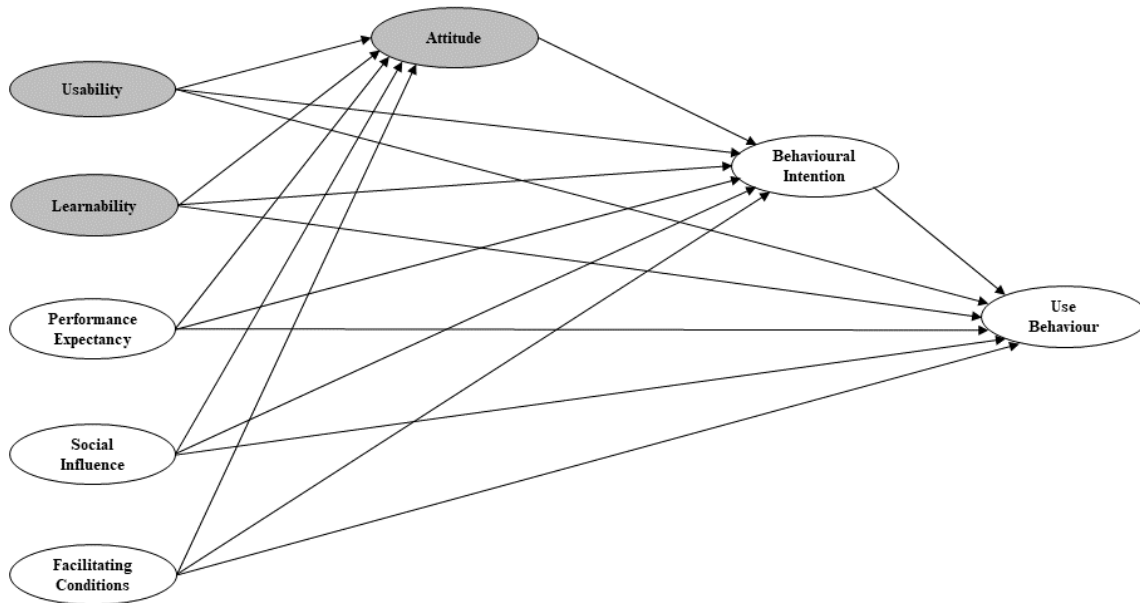 Attitude
Usability
Behavioural
Intention
Learnability
Performance
Expectancy
Use
Behaviour
Social
Influence
Facilitating
Conditions